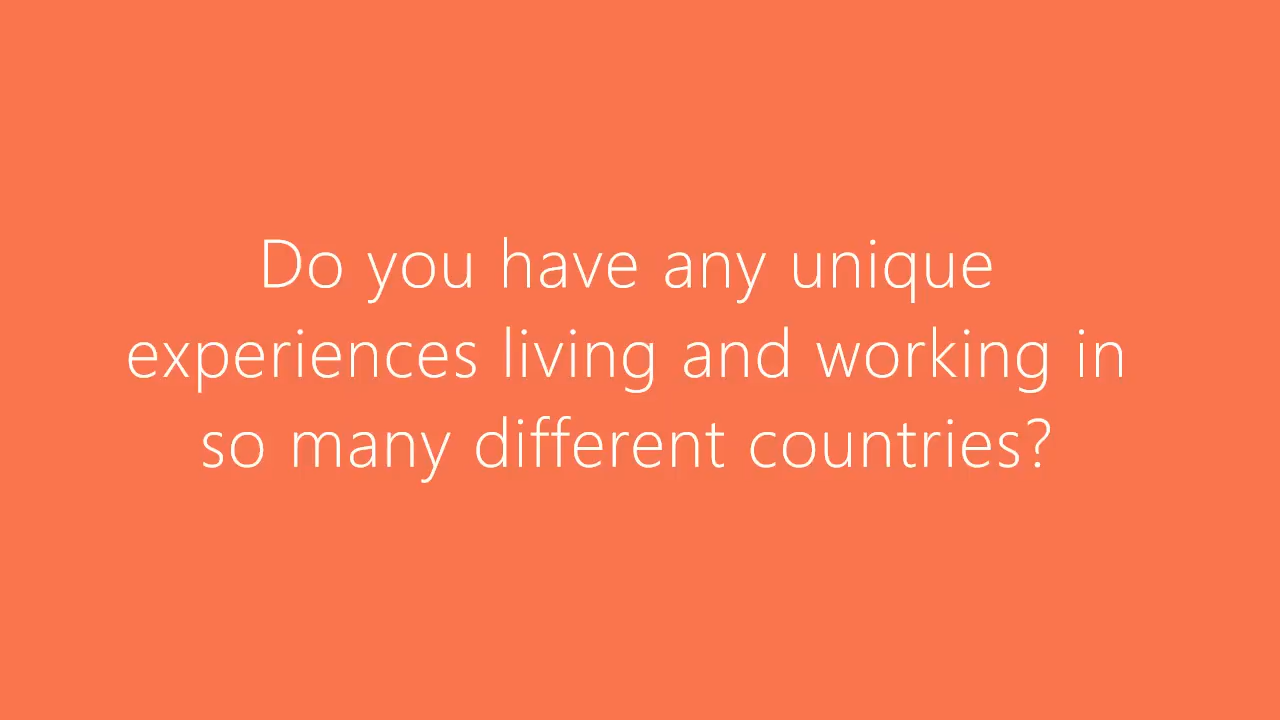 Do you have any unique
experiences living and working in
so many different countries?